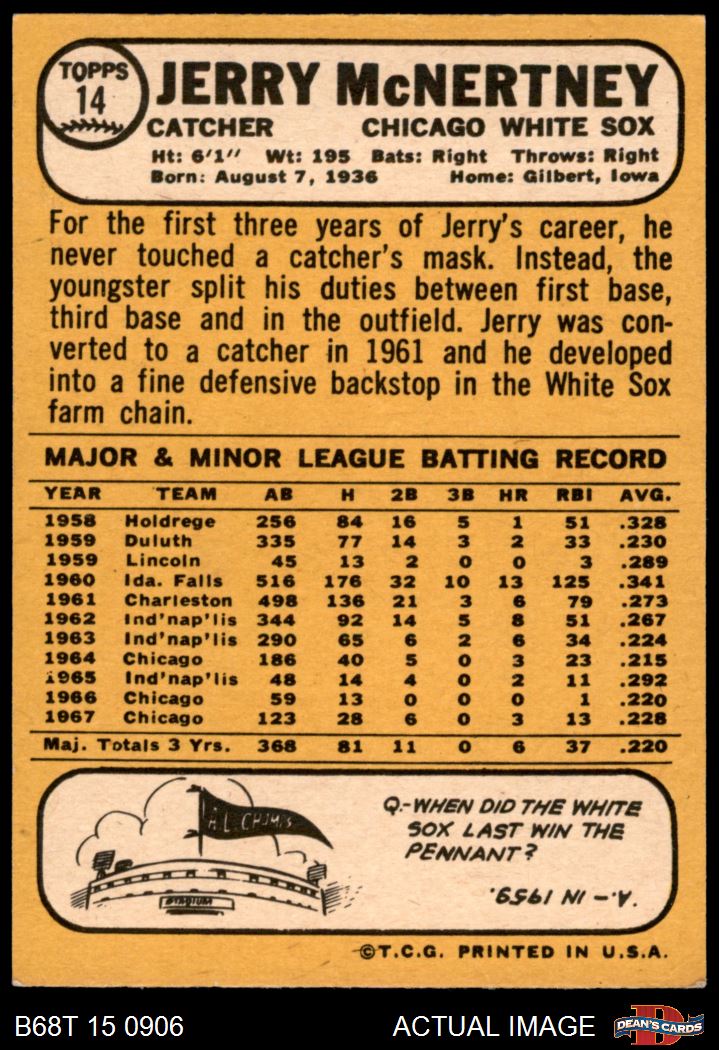 TOPPS
14
JERRY McNERTNEY
CATCHER CHICAGO WHITE SOX
Ht: 6'1" Wt: 195 Bats: Right Throws: Right
Born: August 7, 1936 Home: Gilbert, Iowa
For the first three years of Jerry's career, he
never touched a catcher's mask. Instead, the
youngster split his duties between first base,
third base and in the outfield. Jerry was con-
verted to a catcher in 1961 and he developed
into a fine defensive backstop in the White Sox
farm chain.
MAJOR & MINOR LEAGUE BATTING RECORD
YEAR TEAM AB H 2B 3B HR RBI AVG.
1958 Holdrege 256 84 16 5 1 51 .328
1959 Duluth 335 77 14 3 2 33 .230
1959 Lincoln 45 13 2 0 0 3 .289
1960 Ida. Falls 516 176 32 10 13 125 .341
1961 Charleston 498 136 21 3 6 79 .273
1962 Ind'nap'lis 344 92 14 5 8 51 .267
1963 Ind'nap'lis 290 65 6 2 6 34 .224
1964 Chicago 186 40 5 0 3 23 .215
1965 Ind'nap'lis 48 14 4 0 2 11 .292
1966 Chicago 59 13 0 0 0 1 .220
1967 Chicago 123 28 6 0 3 13 .228
Maj. Totals 3 Yrs. 368 81 11 0 6 37 .220
A.L. CHAMPS
STADIUM
Q.-WHEN DID THE WHITE
SOX LAST WIN THE
PENNANT?
A.-IN 1959.
©T.C.G. PRINTED IN U.S.A.
B68T 15 0906 ACTUAL IMAGE
D
DEAN'S CARDS